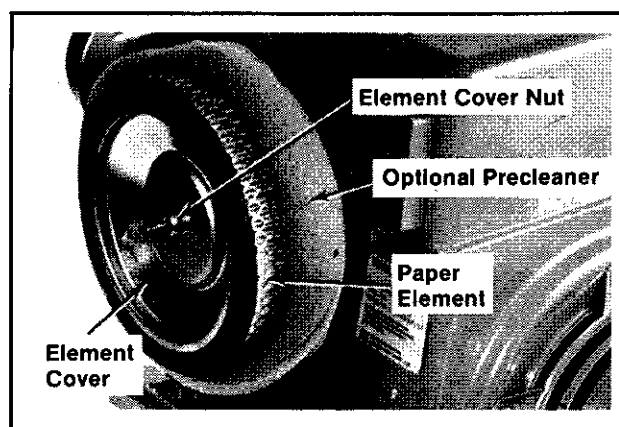 Element Cover Nut
Optional Precleaner
Paper
Element
Element
Cover